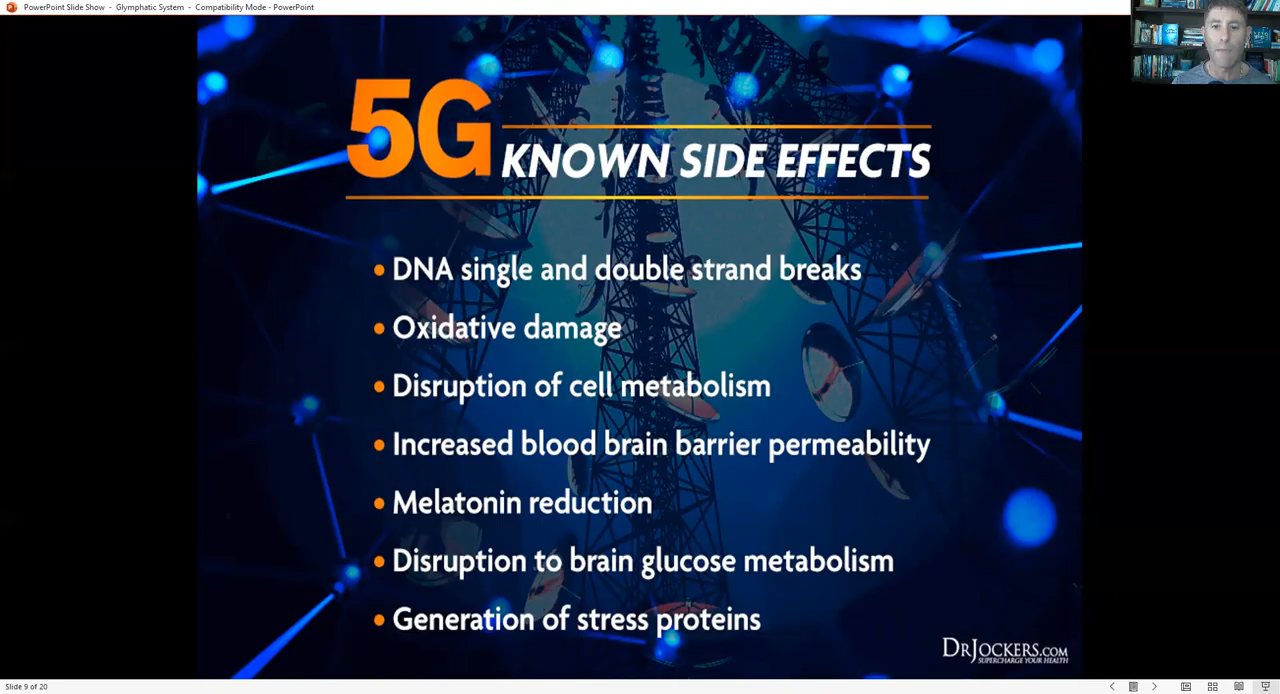 PowerPoint Slide Show - Glymphatic System - Compatibility Mode - PowerPoint
5G KNOWN SIDE EFFECTS
• DNA single and double strand breaks
• Oxidative damage
• Disruption of cell metabolism
• Increased blood brain barrier permeability
• Melatonin reduction
• Disruption to brain glucose metabolism
• Generation of stress proteins
DRJOCKERS.COM
SUPERCHARGE YOUR HEALTH
Slide 9 of 20